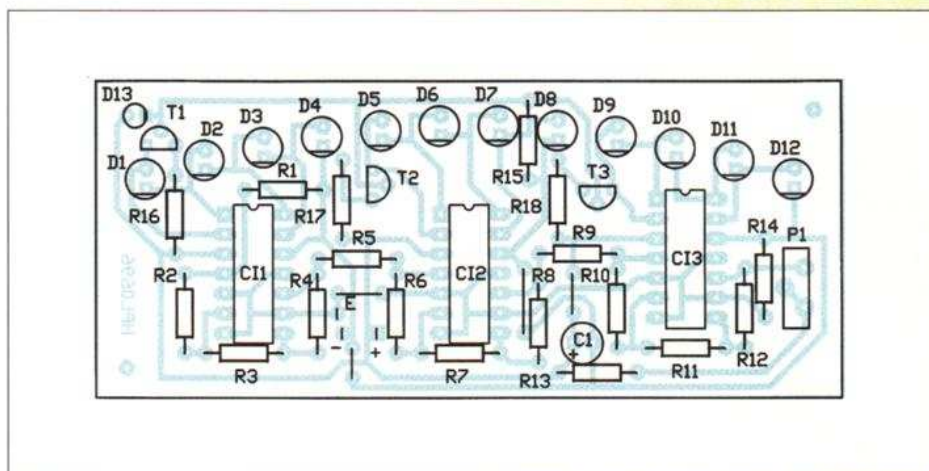 D13
T1
D1
D2
D3
D4
D5
D6
D7
D8
D9
D10
D11
D12
R1
T2
R15
T3
R16
R17
R18
R5
R9
R14
P1
R2
CI1
R4
E
R6
CI2
R8
R10
CI3
I
- +
C1
+
R12
R3
R7
R13
R11